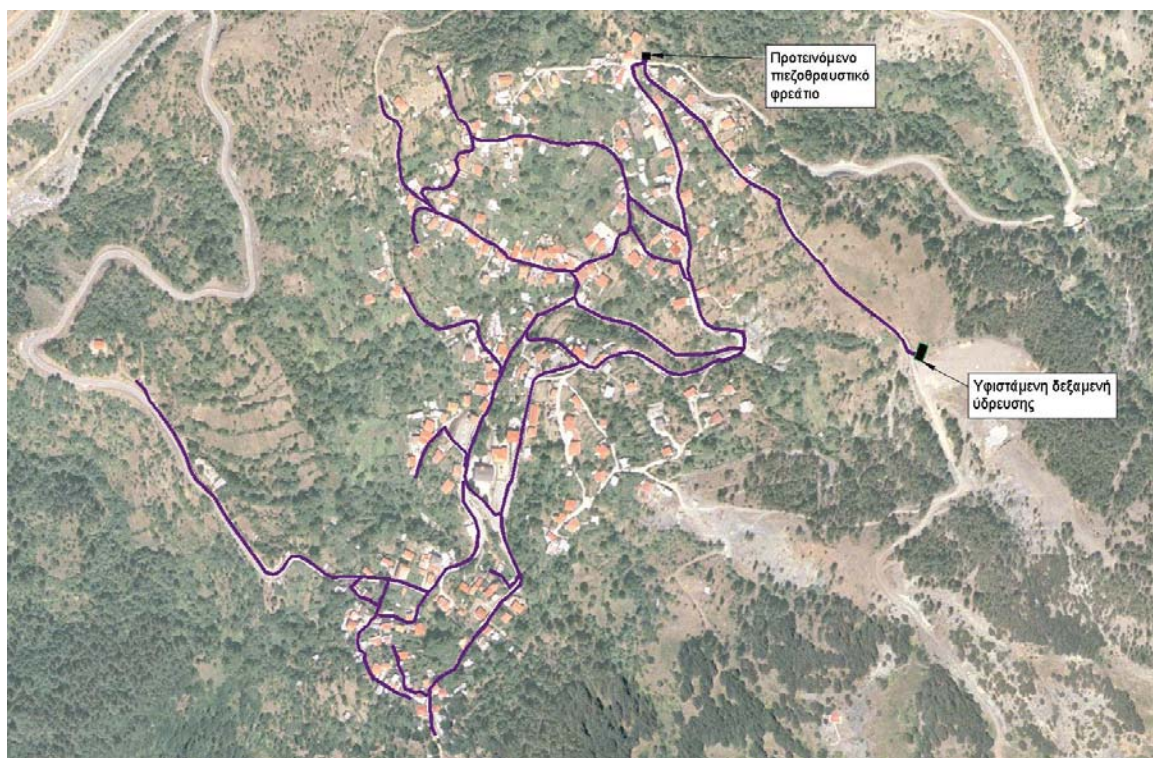 Προτεινόμενο
πιεζοθραυστικό
φρεάτιο
Υφιστάμενη δεξαμενή
ύδρευσης